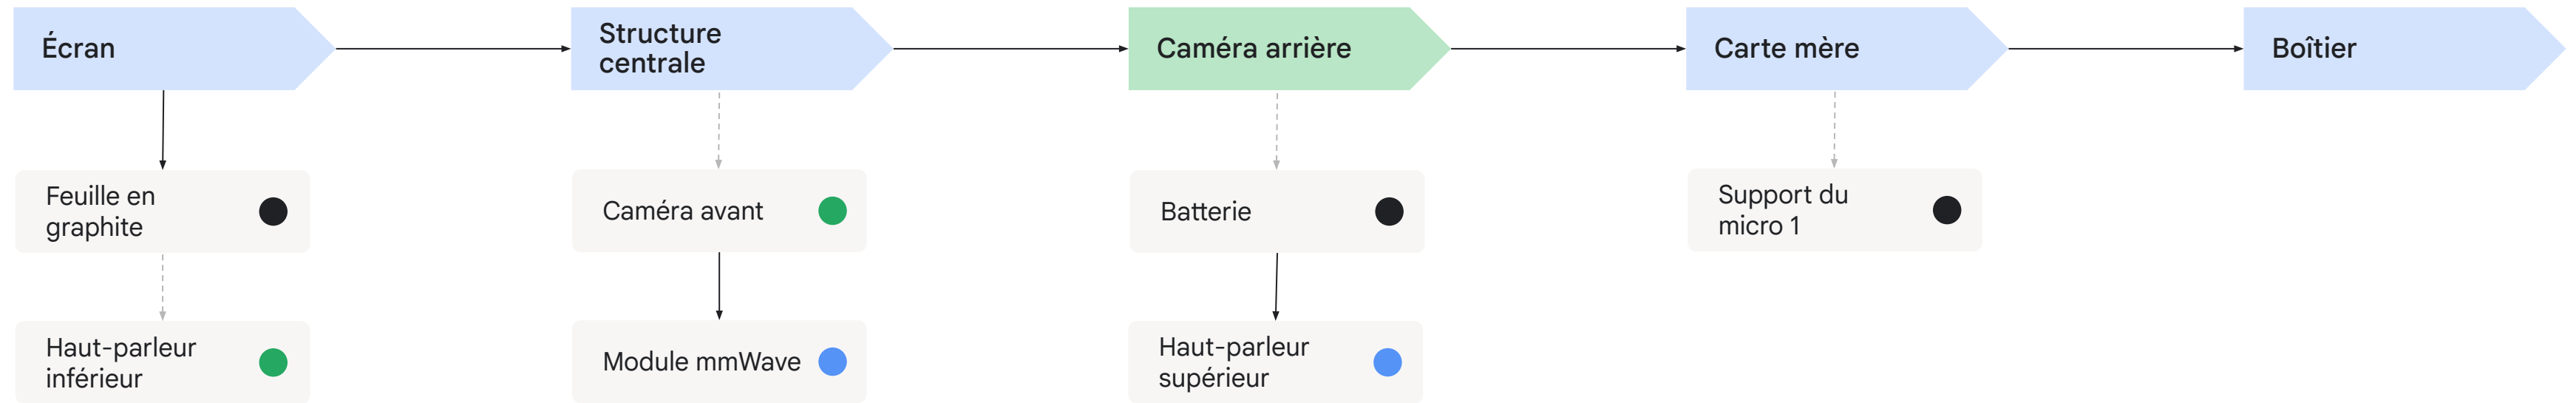 Écran
Structure
centrale
Caméra arrière
Carte mère
Boîtier
Feuille en
graphite
Caméra avant
Batterie
Support du
micro 1
Haut-parleur
inférieur
Module mmWave
Haut-parleur
supérieur